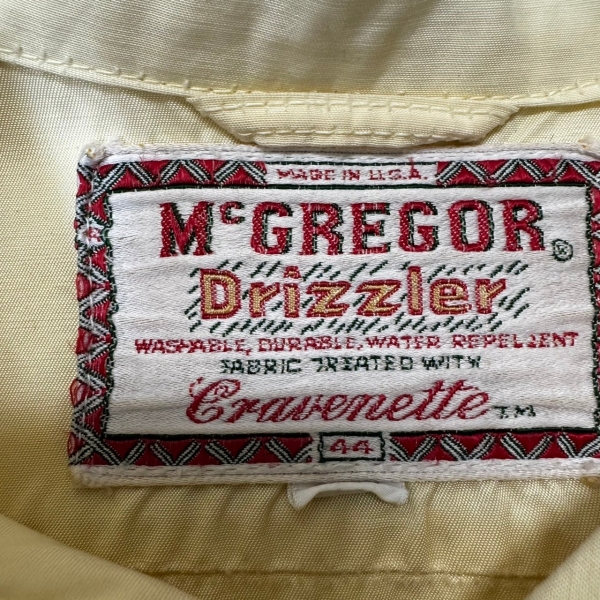 MADE IN U.S.A.
McGREGOR®
Drizzler
WASHABLE, DURABLE, WATER REPELLENT
FABRIC TREATED WITH
Cravenette T.M
44